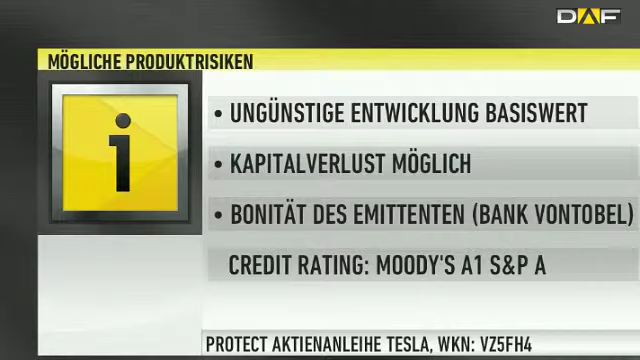 DAF
MÖGLICHE PRODUKTRISIKEN
i
• UNGÜNSTIGE ENTWICKLUNG BASISWERT
• KAPITALVERLUST MÖGLICH
• BONITÄT DES EMITTENTEN (BANK VONTOBEL)
CREDIT RATING: MOODY'S A1 S&P A
PROTECT AKTIENANLEIHE TESLA, WKN: VZ5FH4